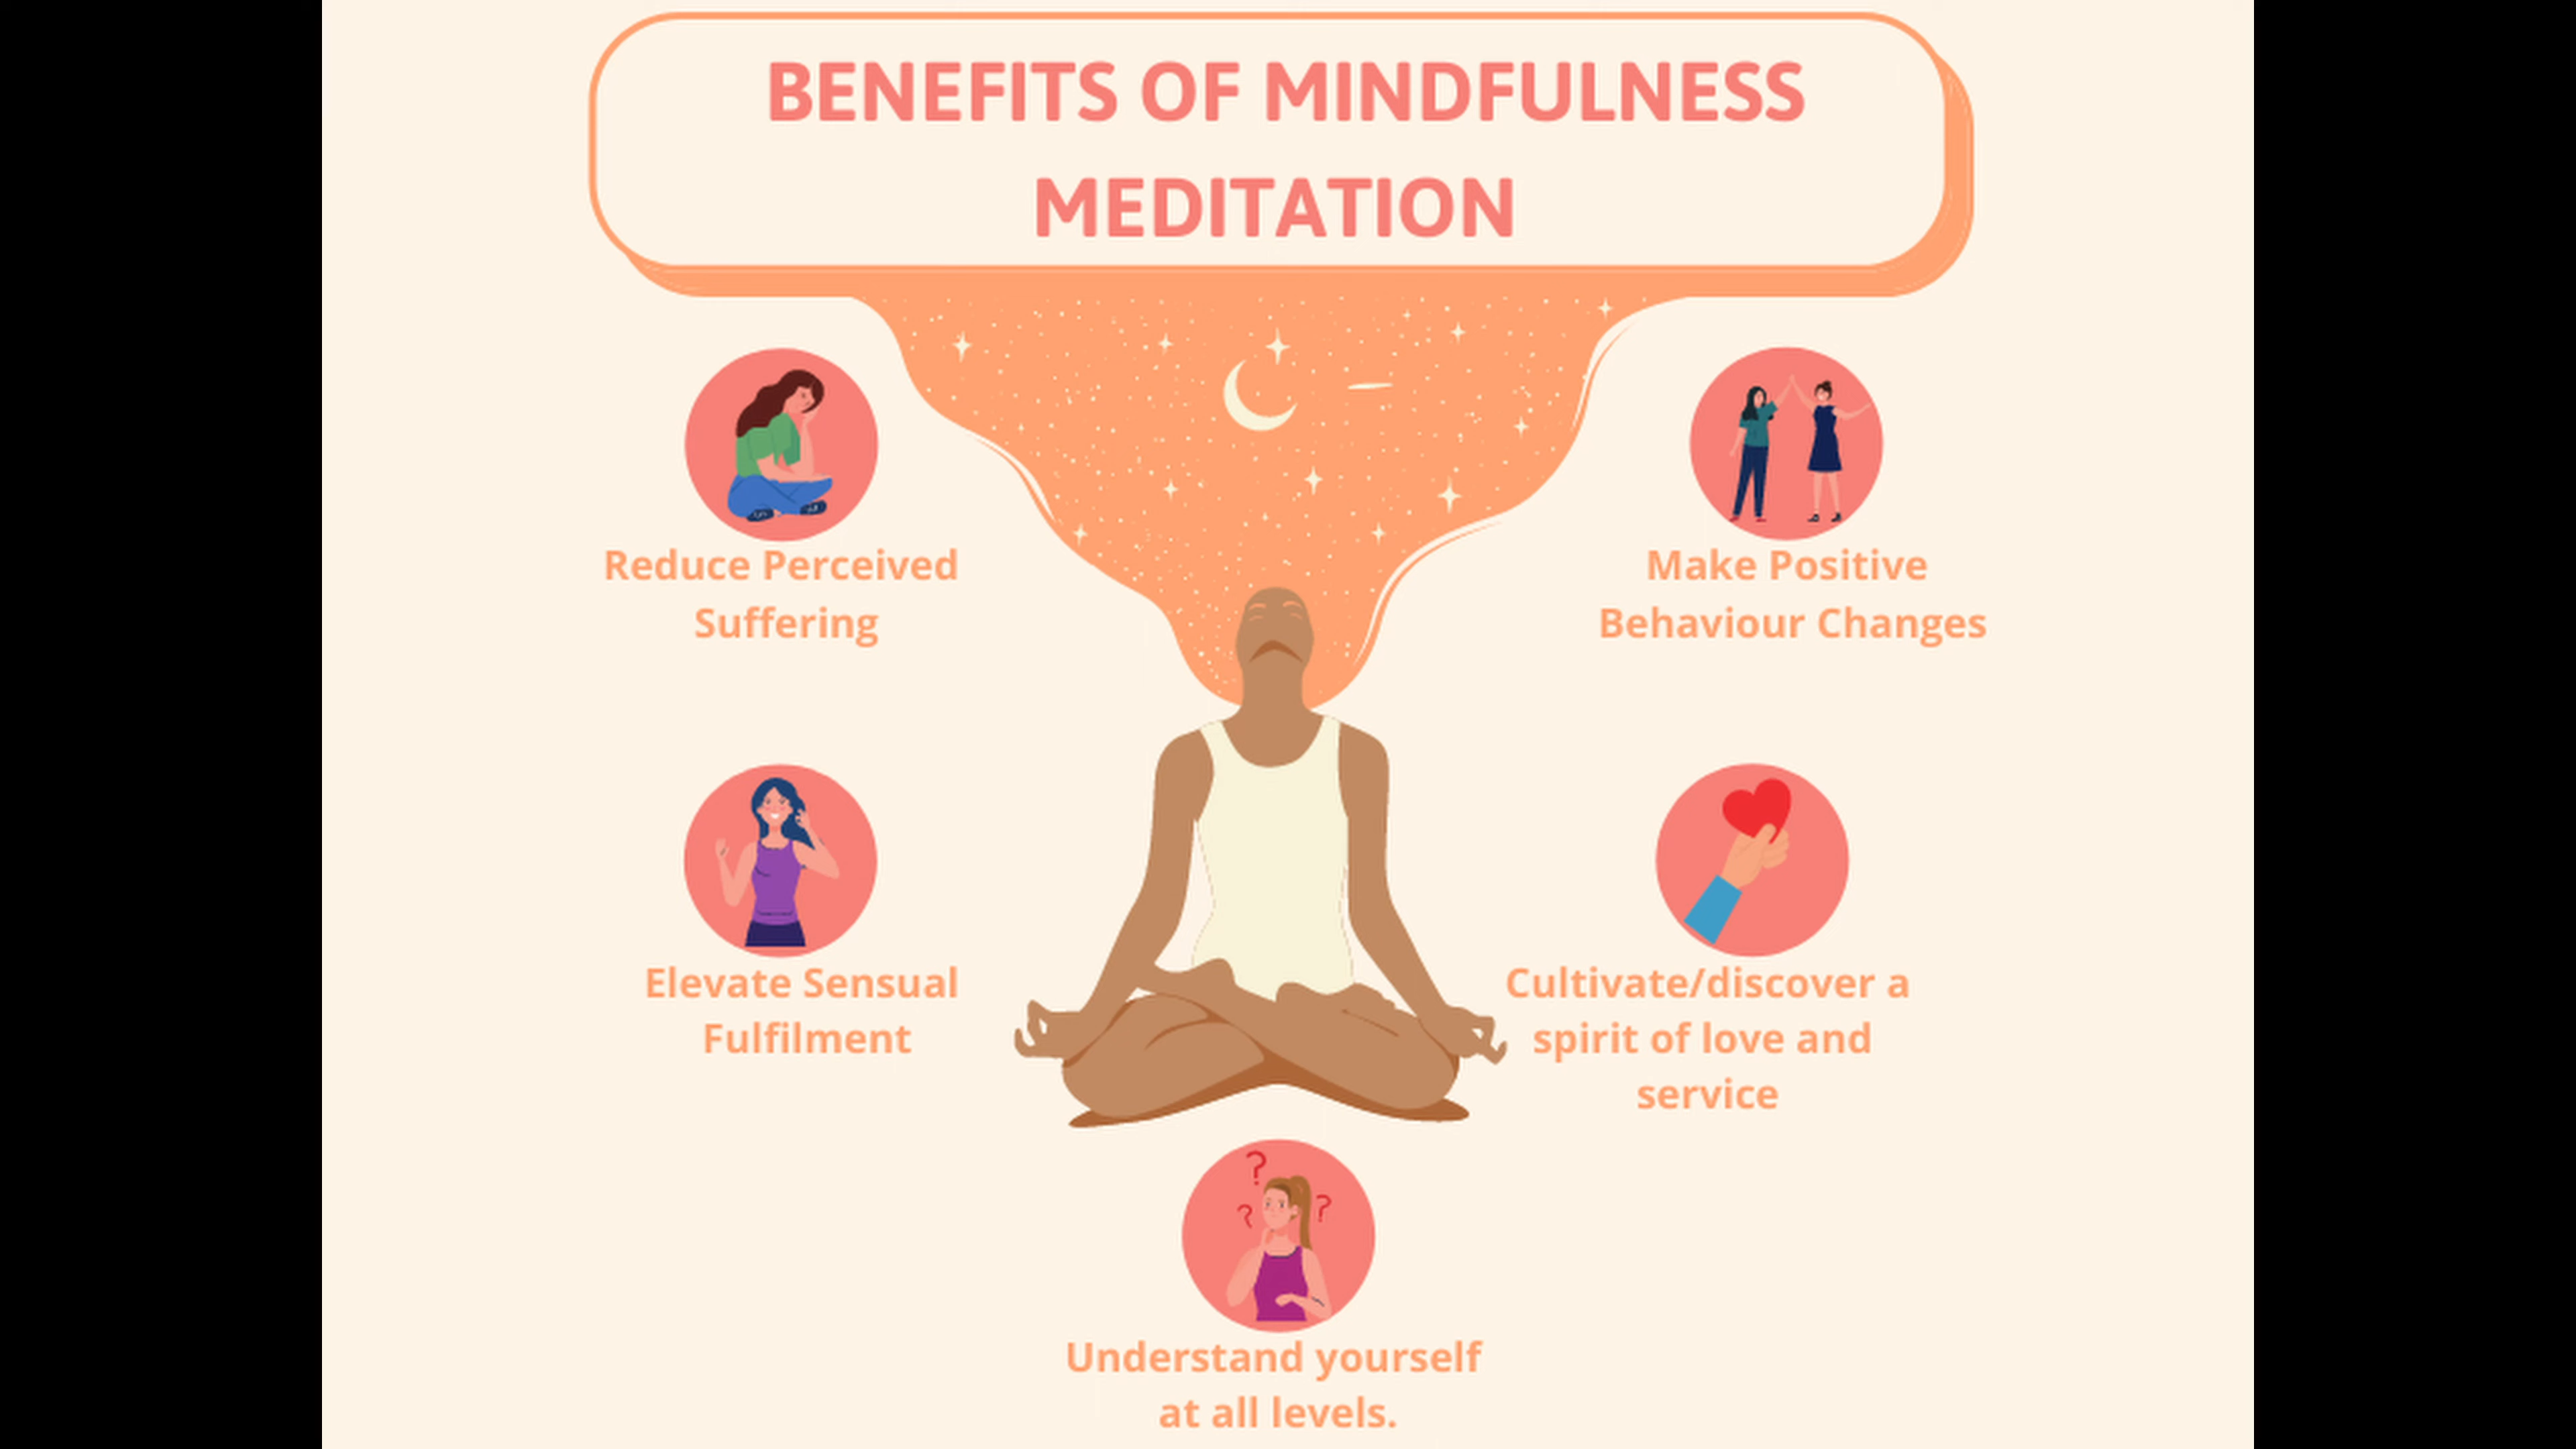 BENEFITS OF MINDFULNESS
MEDITATION
Reduce Perceived
Suffering
Make Positive
Behaviour Changes
Elevate Sensual
Fulfilment
Cultivate/discover a
spirit of love and
service
? ? ?
Understand yourself
at all levels.